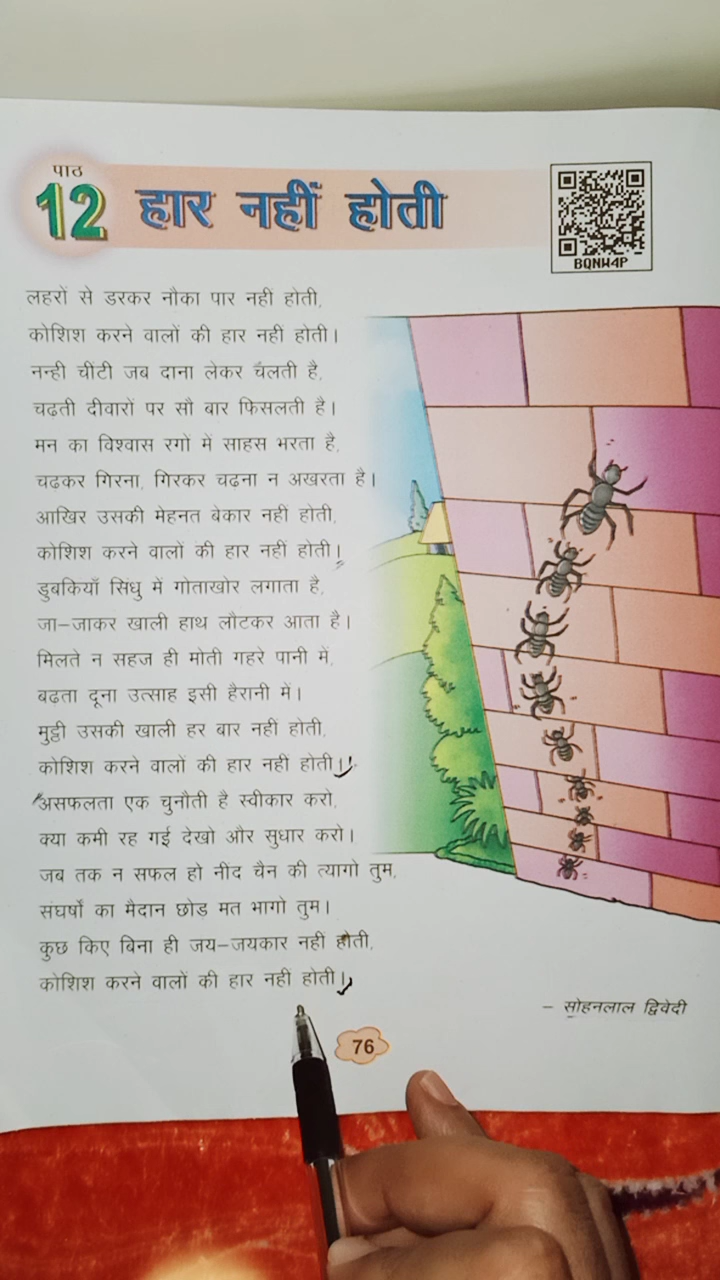 पाठ
12 हार नहीं होती
BQNW4P
लहरों से डरकर नौका पार नहीं होती,
कोशिश करने वालों की हार नहीं होती।
नन्ही चींटी जब दाना लेकर चलती है,
चढती दीवारों पर सौ बार फिसलती है।
मन का विश्वास रगों में साहस भरता है,
चढ़कर गिरना, गिरकर चढ़ना न अखरता है।
आखिर उसकी मेहनत बेकार नहीं होती,
कोशिश करने वालों की हार नहीं होती।
डुबकियाँ सिंधु में गोताखोर लगाता है,
जा–जाकर खाली हाथ लौटकर आता है।
मिलते न सहज ही मोती गहरे पानी में,
बढता दूना उत्साह इसी हैरानी में।
मुट्ठी उसकी खाली हर बार नहीं होती,
कोशिश करने वालों की हार नहीं होती।
असफलता एक चुनौती है स्वीकार करो,
क्या कमी रह गई देखो और सुधार करो।
जब तक न सफल हो नींद चैन की त्यागो तुम,
संघर्षों का मैदान छोड मत भागो तुम।
कुछ किए बिना ही जय–जयकार नहीं होती,
कोशिश करने वालों की हार नहीं होती।
– सोहनलाल द्विवेदी
76